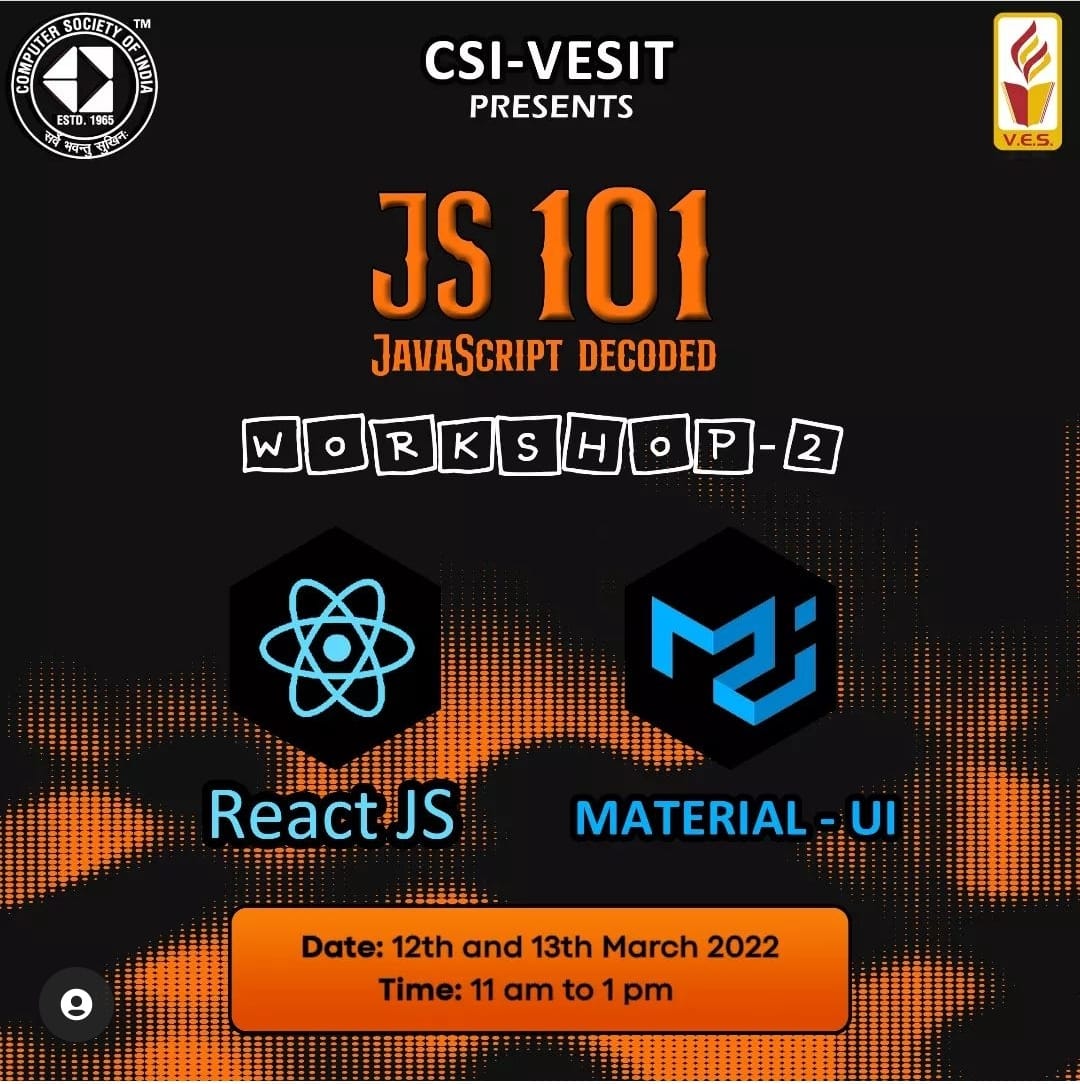 COMPUTER SOCIETY OF INDIA
TM
ESTD. 1965
सर्वे भवन्तु सुखिनः
CSI-VESIT
PRESENTS
V.E.S.
JS 101
JAVASCRIPT DECODED
WORKSHOP-2
React JS
MATERIAL - UI
Date: 12th and 13th March 2022
Time: 11 am to 1 pm